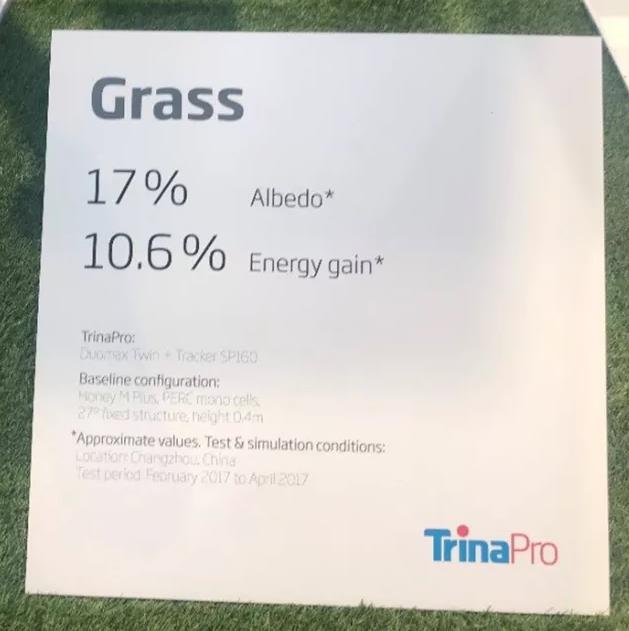 Grass
17% Albedo*
10.6% Energy gain*
TrinaPro:
Duomax Twin + Tracker SP160
Baseline configuration:
Honey M Plus, PERC mono cells,
27° fixed structure, height 0.4m
*Approximate values. Test & simulation conditions:
Location: Changzhou, China
Test period: February 2017 to April 2017
TrinaPro